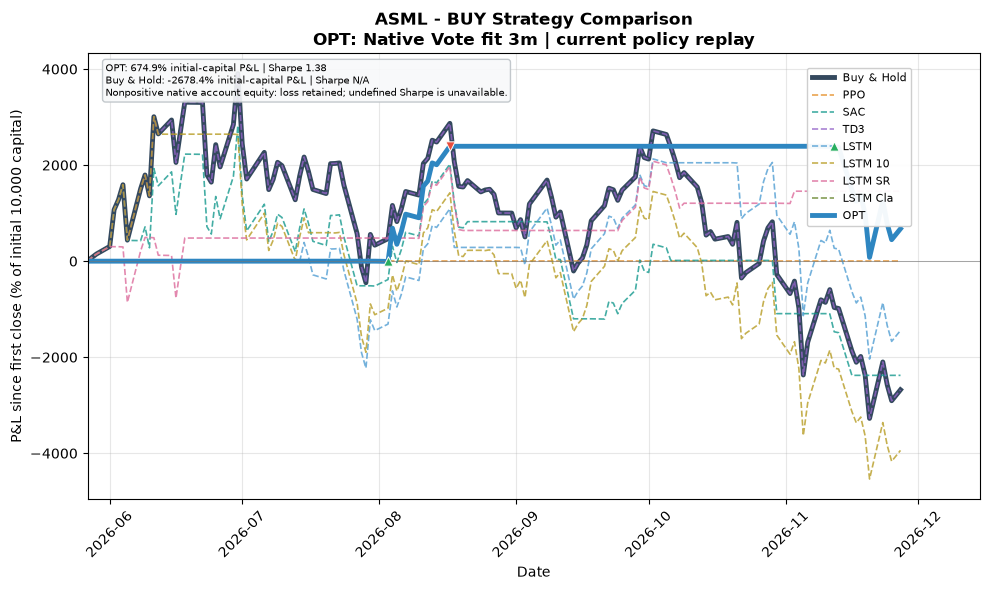 ASML - BUY Strategy Comparison
OPT: Native Vote fit 3m | current policy replay
OPT: 674.9% initial-capital P&L | Sharpe 1.38
Buy & Hold: -2678.4% initial-capital P&L | Sharpe N/A
Nonpositive native account equity: loss retained; undefined Sharpe is unavailable.
Buy & Hold
PPO
SAC
TD3
LSTM
LSTM 10
LSTM SR
LSTM Cla
OPT
P&L since first close (% of initial 10,000 capital)
4000
2000
0
−2000
−4000
2026-06
2026-07
2026-08
2026-09
2026-10
2026-11
2026-12
Date